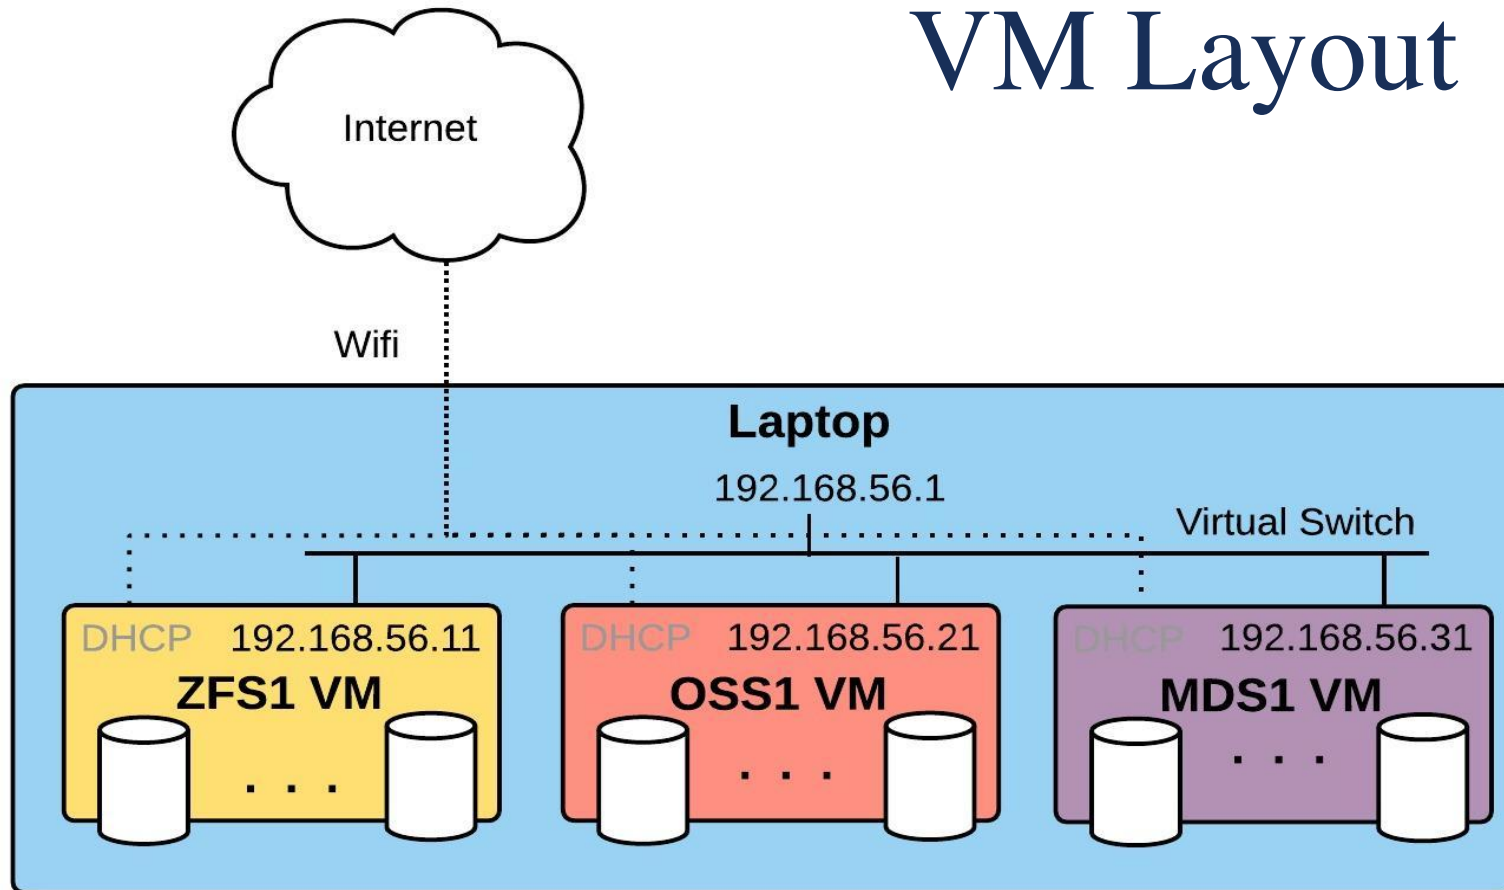 VM Layout
Internet
Wifi
Laptop
192.168.56.1
Virtual Switch
DHCP 192.168.56.11
ZFS1 VM
. . .
DHCP 192.168.56.21
OSS1 VM
. . .
DHCP 192.168.56.31
MDS1 VM
. . .